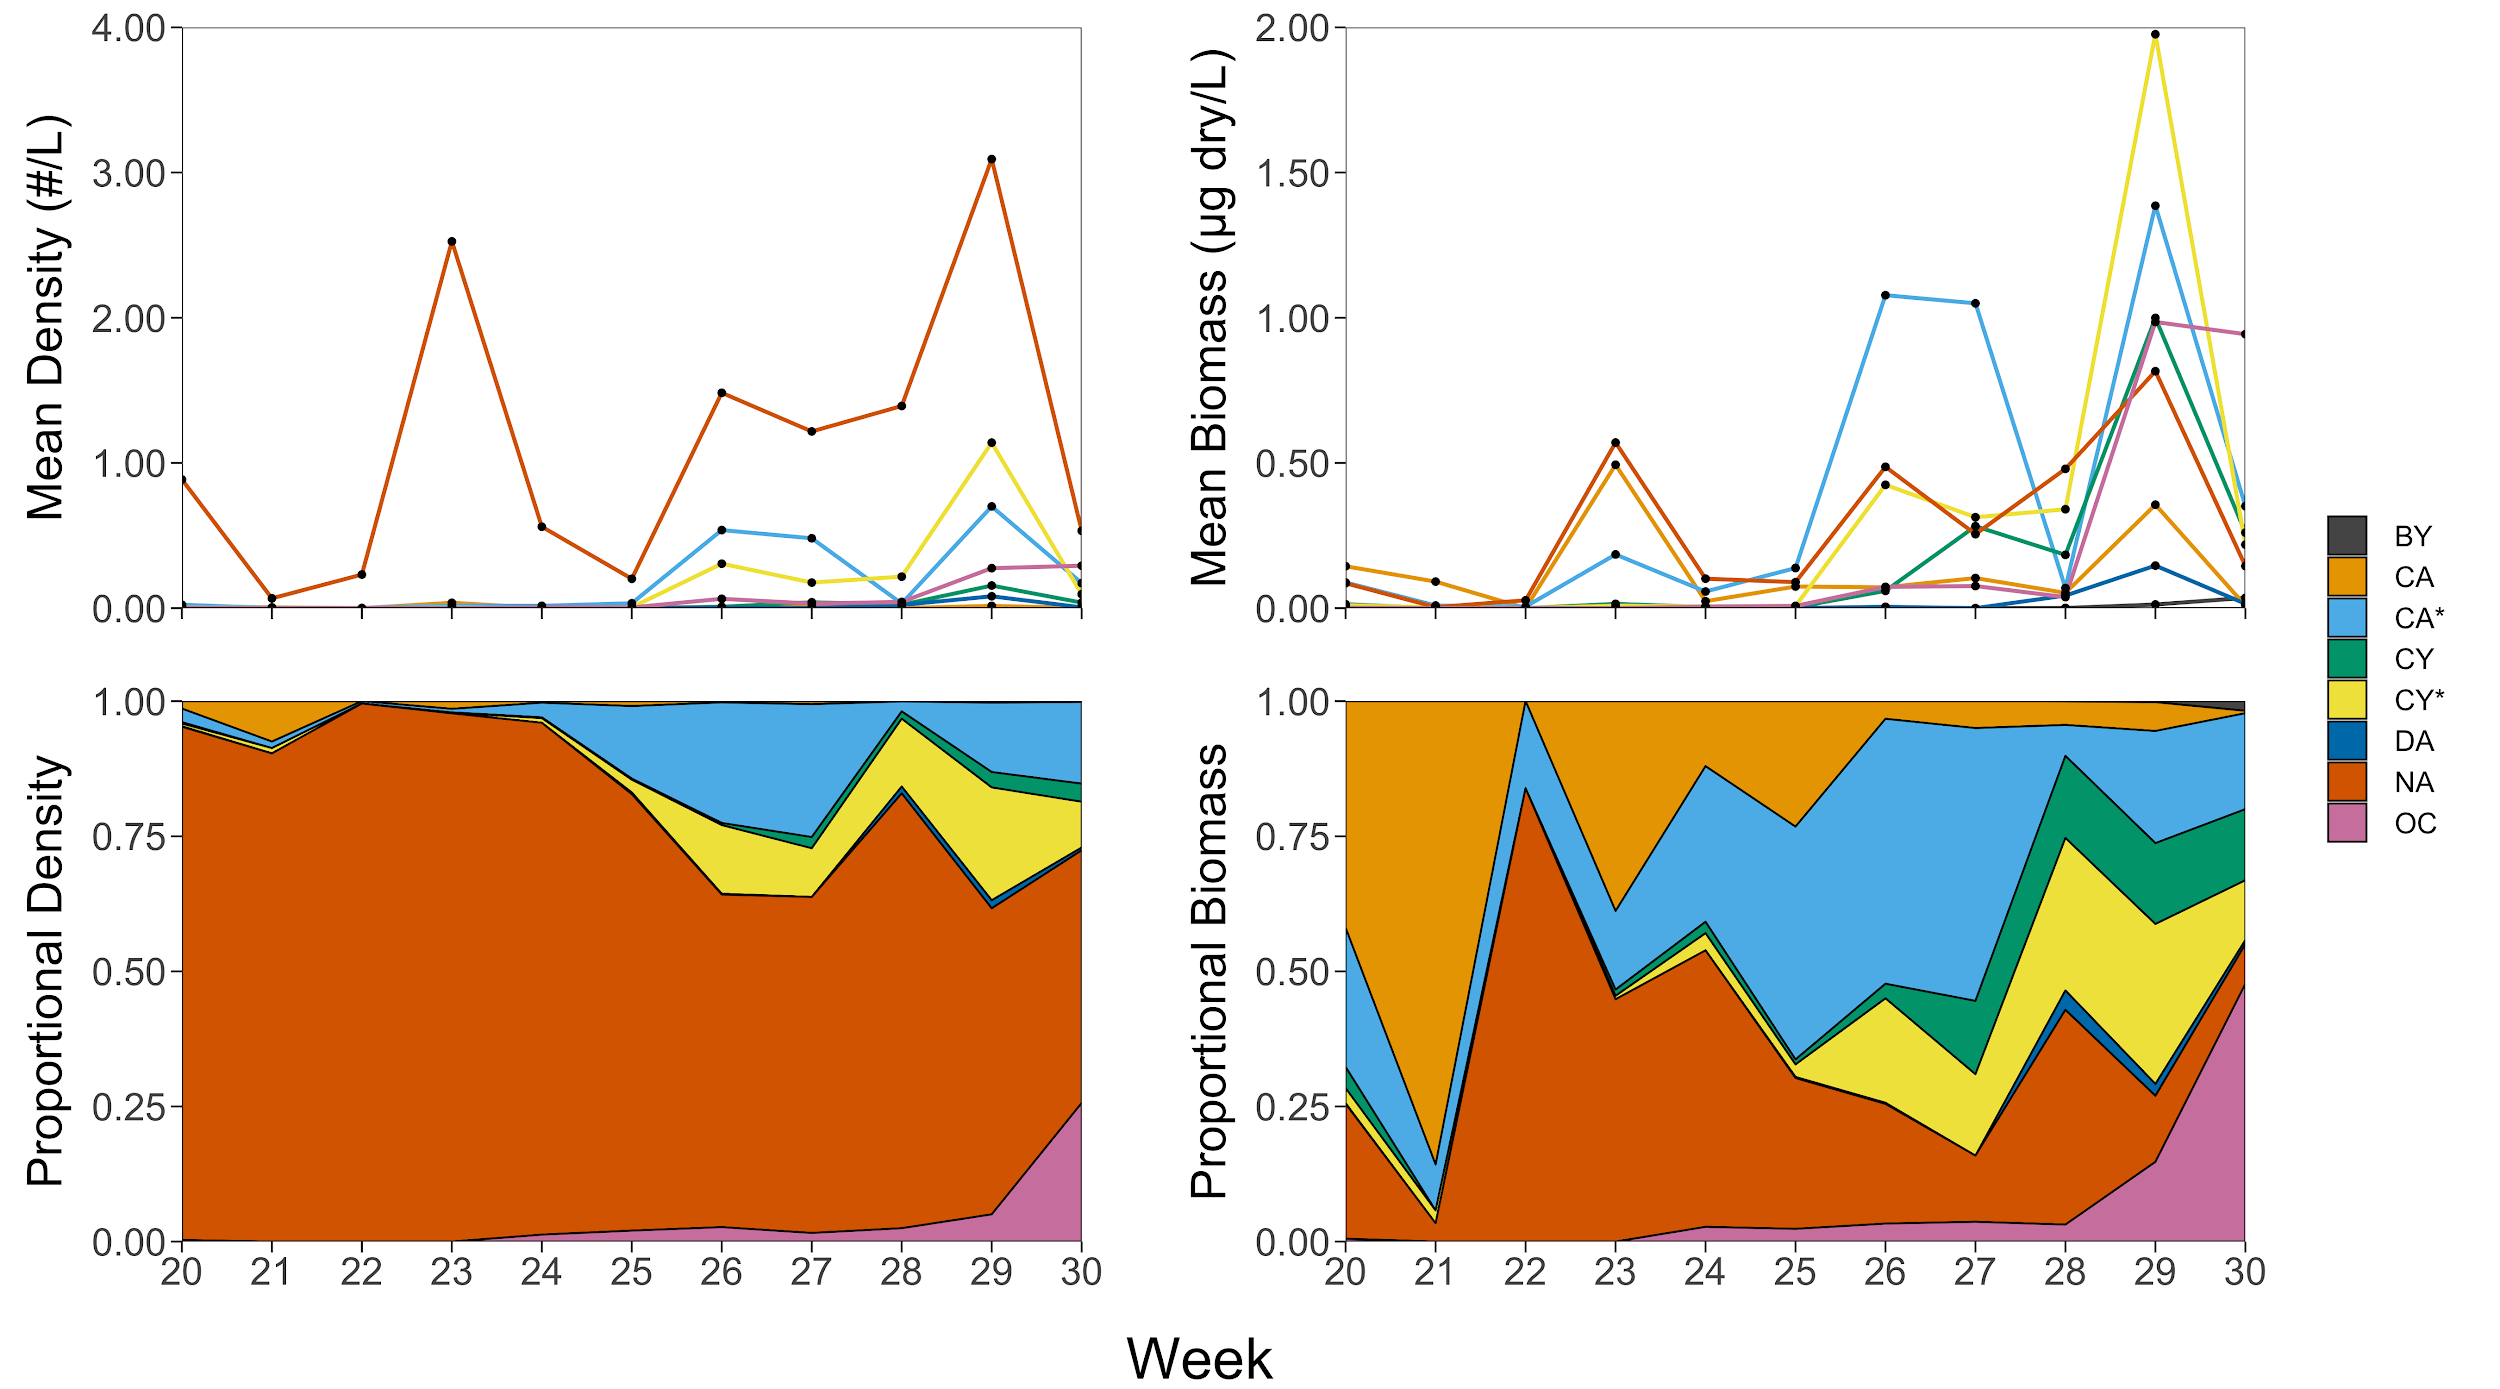 Mean Density (#/L)
4.00
3.00
2.00
1.00
0.00
Mean Biomass (µg dry/L)
2.00
1.50
1.00
0.50
0.00
Proportional Density
1.00
0.75
0.50
0.25
0.00
20 21 22 23 24 25 26 27 28 29 30
Proportional Biomass
1.00
0.75
0.50
0.25
0.00
20 21 22 23 24 25 26 27 28 29 30
Week
BY
CA
CA*
CY
CY*
DA
NA
OC